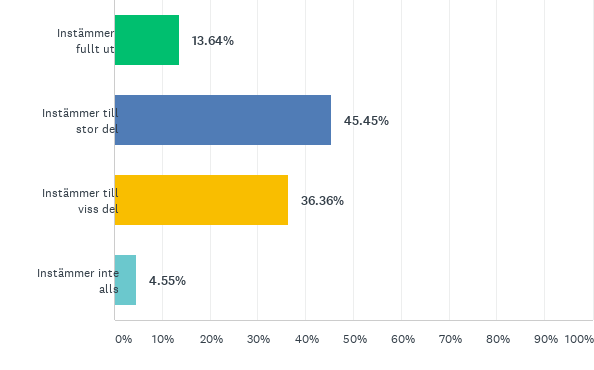 Instämmer
fullt ut
13.64%
Instämmer till
stor del
45.45%
Instämmer till
viss del
36.36%
Instämmer inte
alls
4.55%
0% 10% 20% 30% 40% 50% 60% 70% 80% 90% 100%